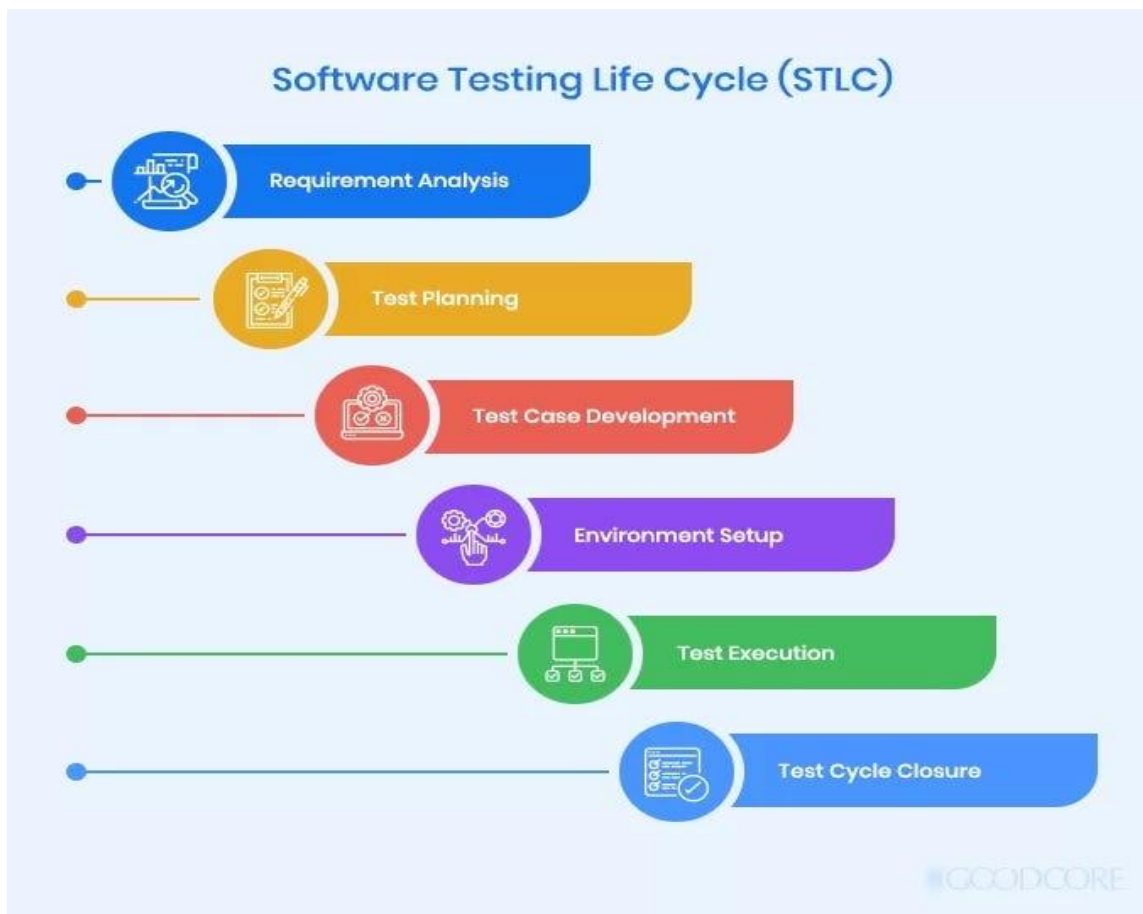 Software Testing Life Cycle (STLC)
Requirement Analysis
Test Planning
Test Case Development
Environment Setup
Test Execution
Test Cycle Closure
GOODCORE